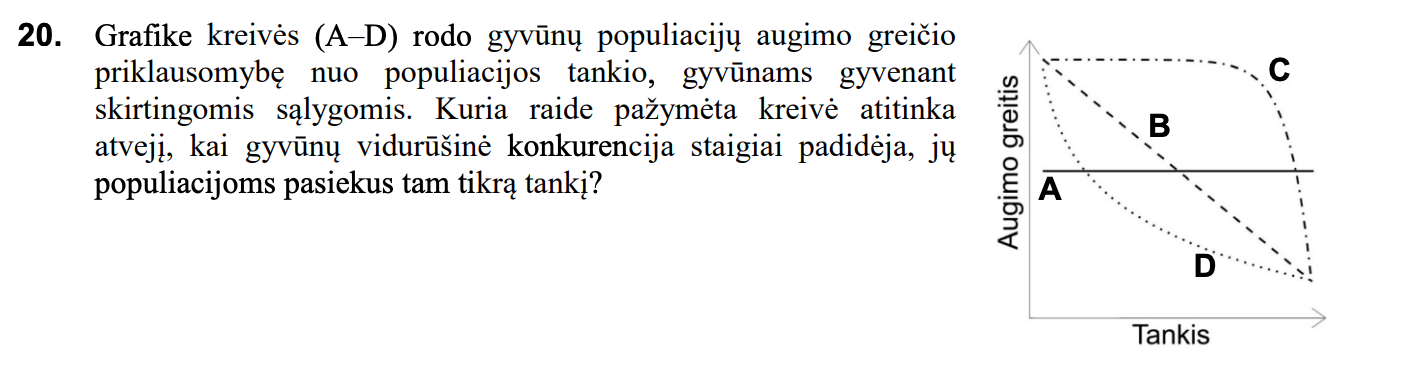 20. Grafike kreivės (A–D) rodo gyvūnų populiacijų augimo greičio
priklausomybę nuo populiacijos tankio, gyvūnams gyvenant
skirtingomis sąlygomis. Kuria raide pažymėta kreivė atitinka
atvejį, kai gyvūnų vidurūšinė konkurencija staigiai padidėja, jų
populiacijoms pasiekus tam tikrą tankį?
Augimo greitis
C
B
A
D
Tankis